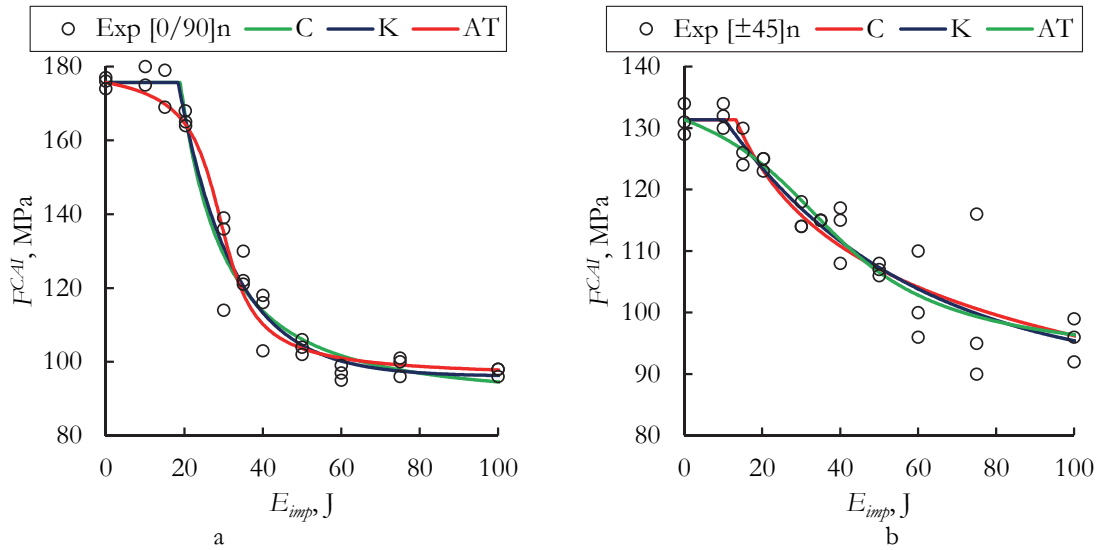 Exp [0/90]n C K AT
180
160
140
120
100
80
F^CAI, MPa
0 20 40 60 80 100
E_imp, J
a
Exp [±45]n C K AT
140
130
120
110
100
90
80
F^CAI, MPa
0 20 40 60 80 100
E_imp, J
b